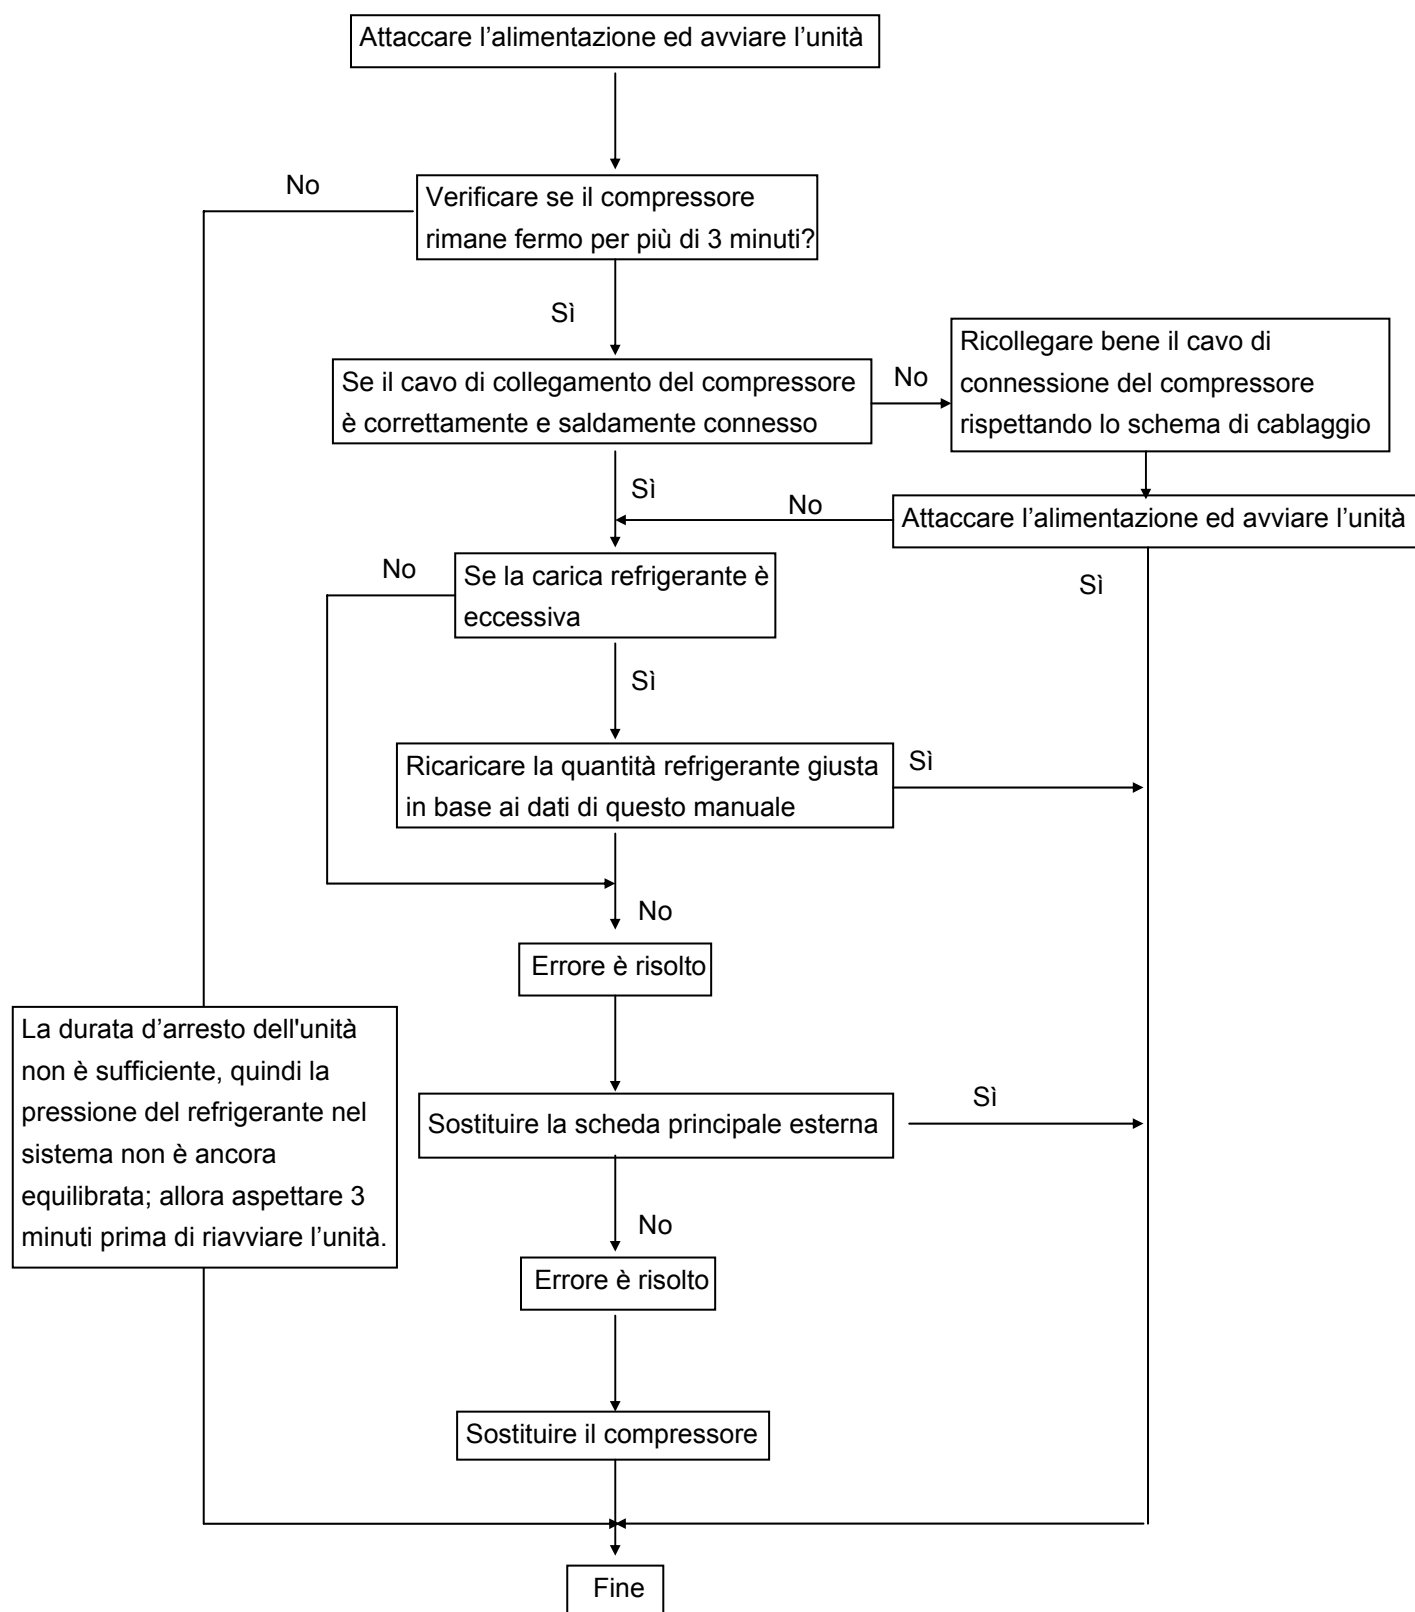 Attaccare l’alimentazione ed avviare l’unità
No
Verificare se il compressore
rimane fermo per più di 3 minuti?
Sì
Se il cavo di collegamento del compressore
è correttamente e saldamente connesso
No
Ricollegare bene il cavo di
connessione del compressore
rispettando lo schema di cablaggio
Sì
No
Attaccare l’alimentazione ed avviare l’unità
No
Se la carica refrigerante è
eccessiva
Sì
Sì
Ricaricare la quantità refrigerante giusta
in base ai dati di questo manuale
Sì
No
Errore è risolto
La durata d’arresto dell'unità
non è sufficiente, quindi la
pressione del refrigerante nel
sistema non è ancora
equilibrata; allora aspettare 3
minuti prima di riavviare l’unità.
Sostituire la scheda principale esterna
Sì
No
Errore è risolto
Sostituire il compressore
Fine